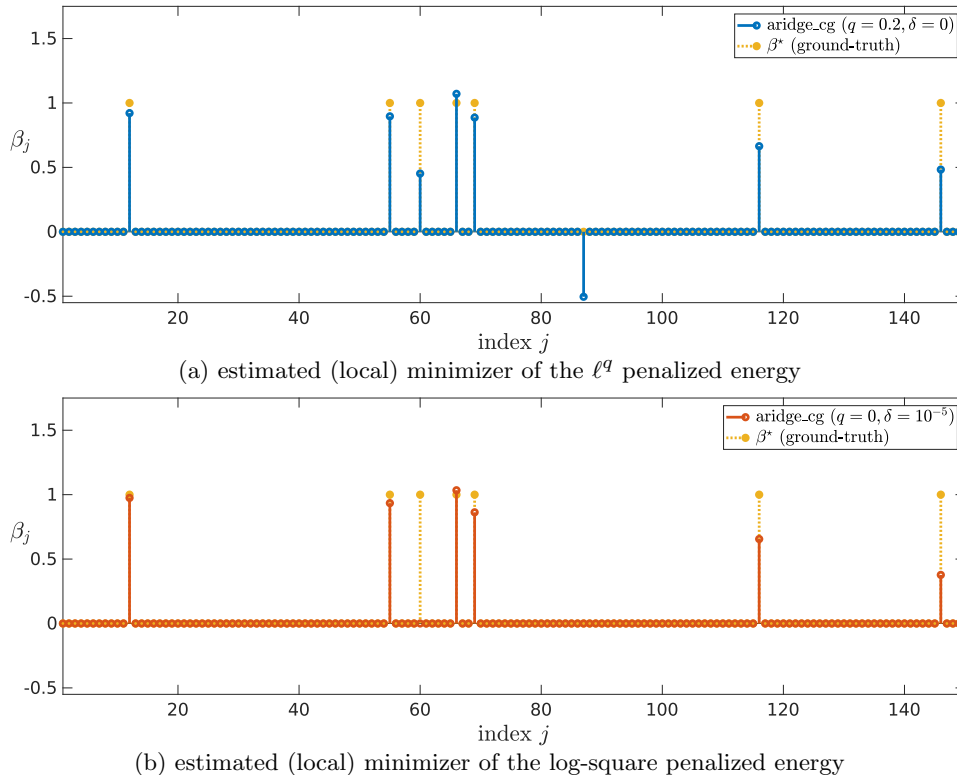 1.5
aridge_cg (q = 0.2, δ = 0)
β* (ground-truth)
1
β_j
0.5
0
-0.5
20 40 60 80 100 120 140
index j
(a) estimated (local) minimizer of the ℓ^q penalized energy
1.5
aridge_cg (q = 0, δ = 10^{-5})
β* (ground-truth)
1
β_j
0.5
0
-0.5
20 40 60 80 100 120 140
index j
(b) estimated (local) minimizer of the log-square penalized energy